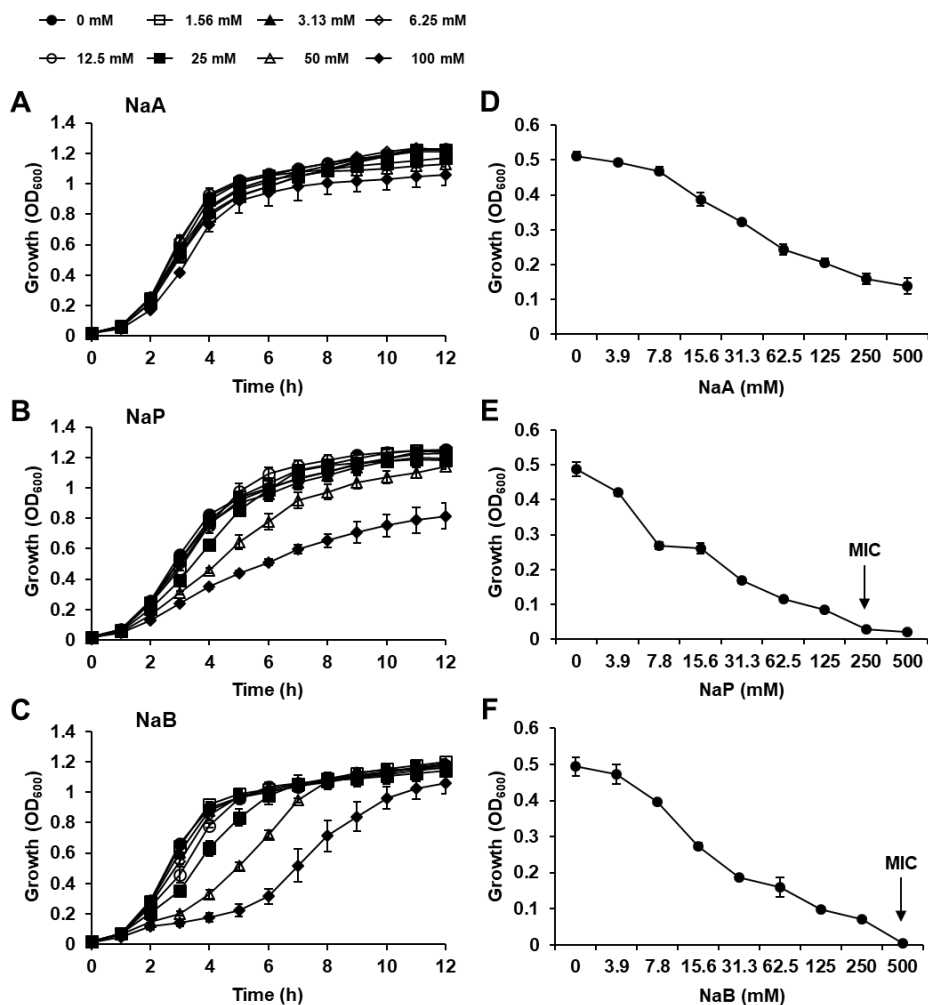 0 mM 1.56 mM 3.13 mM 6.25 mM
12.5 mM 25 mM 50 mM 100 mM
A NaA
1.4
1.2
1
0.8
0.6
0.4
0.2
0
Growth (OD600)
0 2 4 6 8 10 12
Time (h)
D
0.6
0.5
0.4
0.3
0.2
0.1
0
Growth (OD600)
0 3.9 7.8 15.6 31.3 62.5 125 250 500
NaA (mM)
B NaP
1.4
1.2
1
0.8
0.6
0.4
0.2
0
Growth (OD600)
0 2 4 6 8 10 12
Time (h)
E
0.6
0.5
0.4
0.3
0.2
0.1
0
Growth (OD600)
MIC
0 3.9 7.8 15.6 31.3 62.5 125 250 500
NaP (mM)
C NaB
1.4
1.2
1
0.8
0.6
0.4
0.2
0
Growth (OD600)
0 2 4 6 8 10 12
Time (h)
F
0.6
0.5
0.4
0.3
0.2
0.1
0
Growth (OD600)
MIC
0 3.9 7.8 15.6 31.3 62.5 125 250 500
NaB (mM)